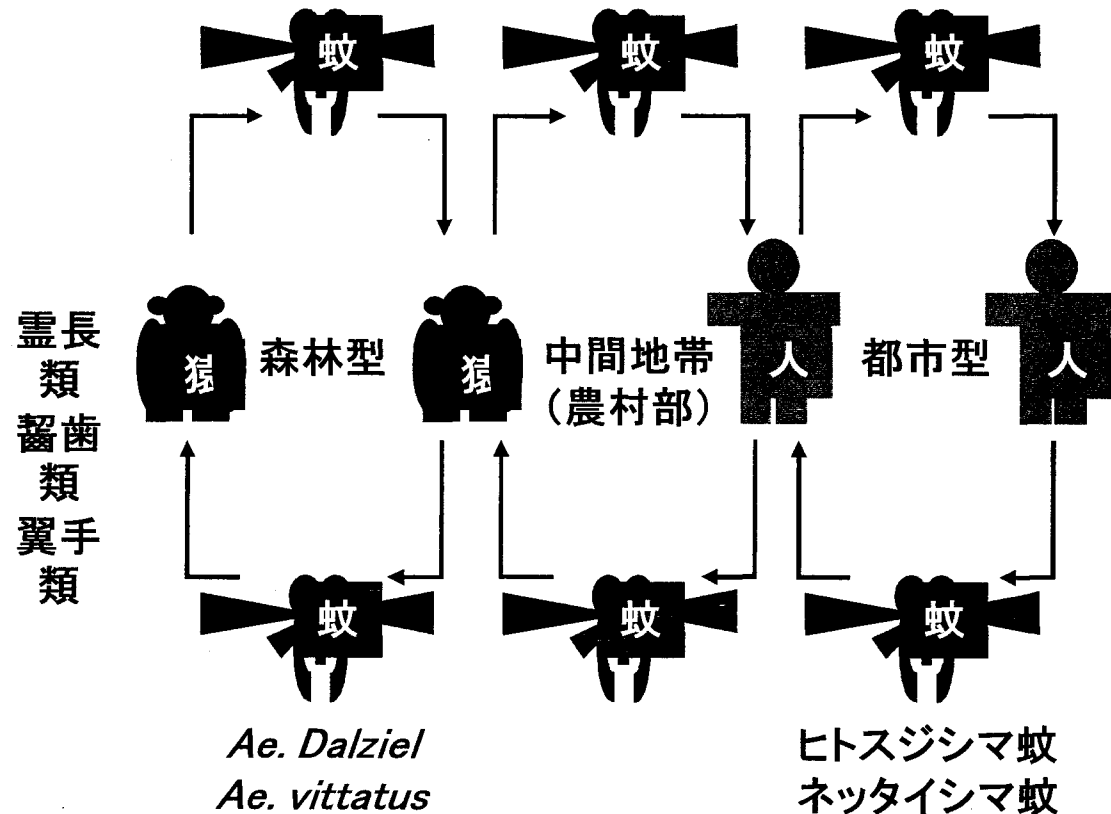 蚊
蚊
蚊
霊長
類
齧歯
類
翼手
類
猿
森林型
猿
中間地帯
（農村部）
人
都市型
人
蚊
蚊
蚊
Ae. Dalziel
Ae. vittatus
ヒトスジシマ蚊
ネッタイシマ蚊